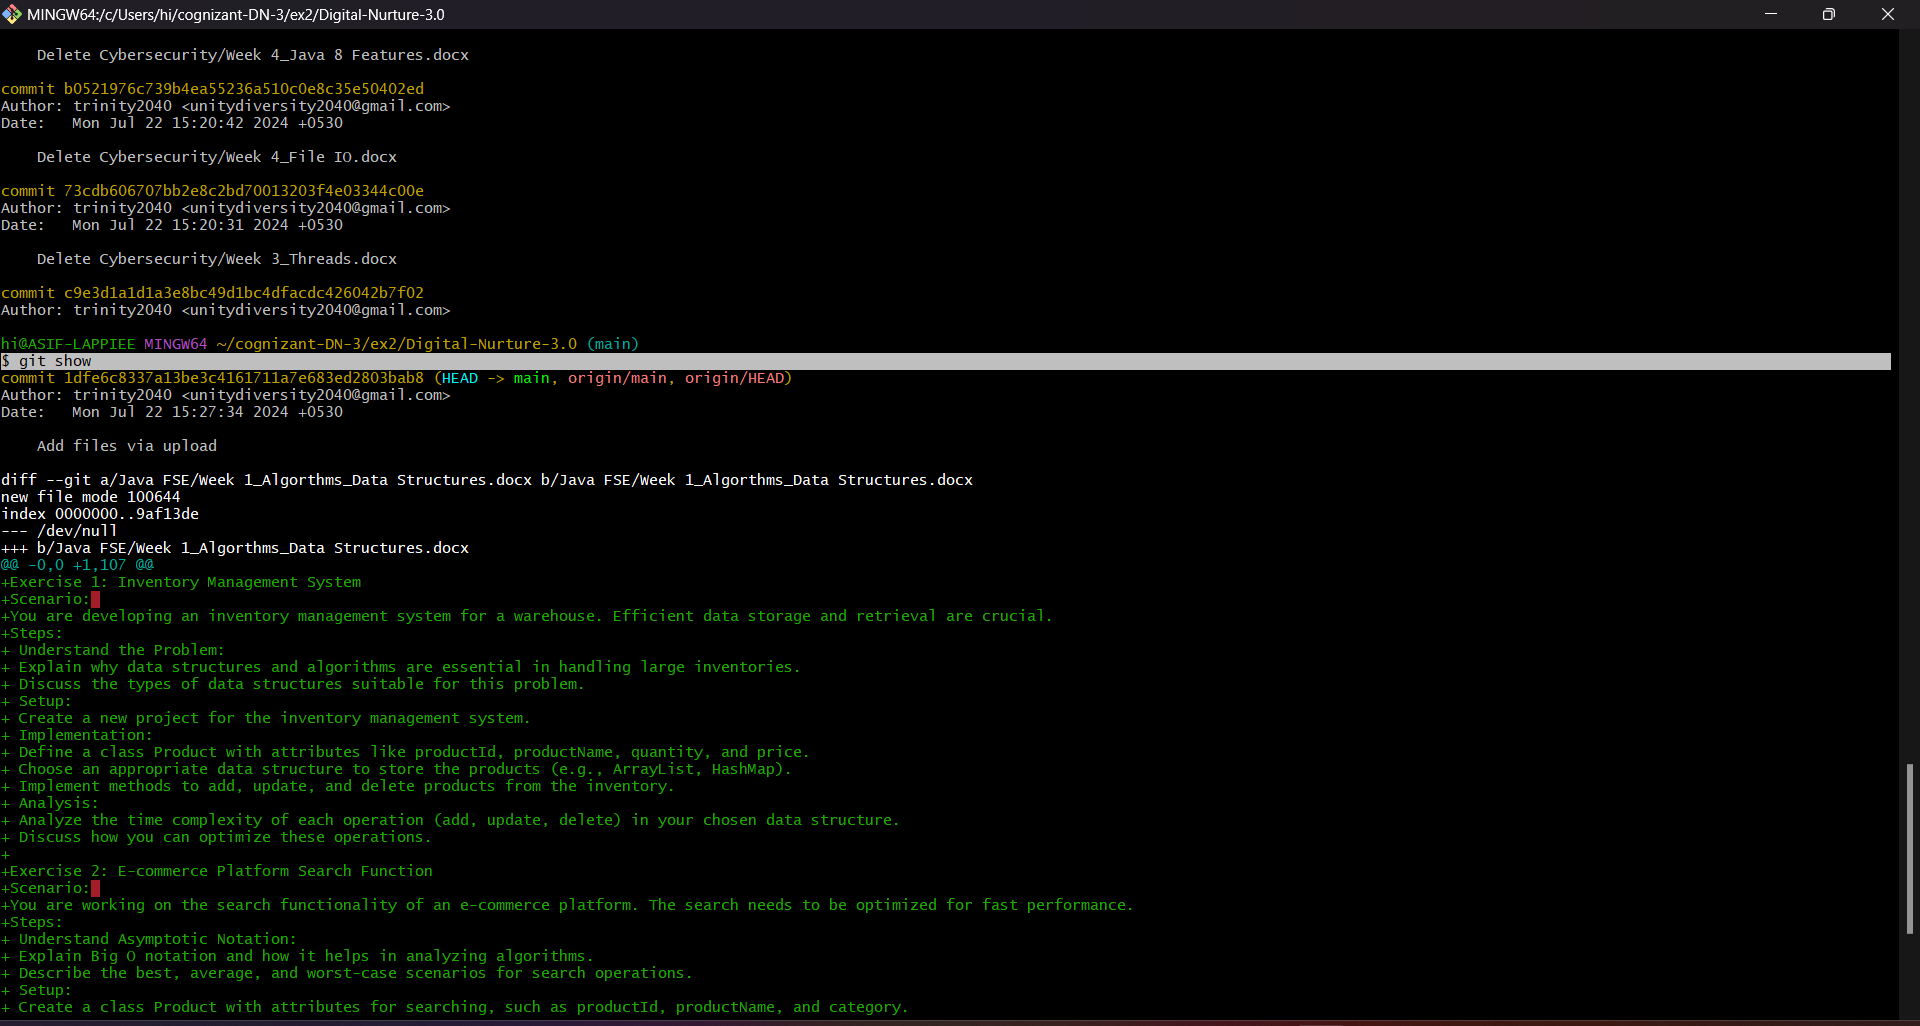 MINGW64:/c/Users/hi/cognizant-DN-3/ex2/Digital-Nurture-3.0
Delete Cybersecurity/Week 4_Java 8 Features.docx
commit b0521976c739b4ea55236a510c0e8c35e50402ed
Author: trinity2040 <unitydiversity2040@gmail.com>
Date:   Mon Jul 22 15:20:42 2024 +0530
Delete Cybersecurity/Week 4_File IO.docx
commit 73cdb606707bb2e8c2bd70013203f4e03344c00e
Author: trinity2040 <unitydiversity2040@gmail.com>
Date:   Mon Jul 22 15:20:31 2024 +0530
Delete Cybersecurity/Week 3_Threads.docx
commit c9e3d1a1d1a3e8bc49d1bc4dfacdc426042b7f02
Author: trinity2040 <unitydiversity2040@gmail.com>
hi@ASIF-LAPPIEE MINGW64 ~/cognizant-DN-3/ex2/Digital-Nurture-3.0 (main)
$ git show
commit 1dfe6c8337a13be3c4161711a7e683ed2803bab8 (HEAD -> main, origin/main, origin/HEAD)
Author: trinity2040 <unitydiversity2040@gmail.com>
Date:   Mon Jul 22 15:27:34 2024 +0530
Add files via upload
diff --git a/Java FSE/Week 1_Algorthms_Data Structures.docx b/Java FSE/Week 1_Algorthms_Data Structures.docx
new file mode 100644
index 0000000..9af13de
--- /dev/null
+++ b/Java FSE/Week 1_Algorthms_Data Structures.docx
@@ -0,0 +1,107 @@
+Exercise 1: Inventory Management System
+Scenario:
+You are developing an inventory management system for a warehouse. Efficient data storage and retrieval are crucial.
+Steps:
+ Understand the Problem:
+ Explain why data structures and algorithms are essential in handling large inventories.
+ Discuss the types of data structures suitable for this problem.
+ Setup:
+ Create a new project for the inventory management system.
+ Implementation:
+ Define a class Product with attributes like productId, productName, quantity, and price.
+ Choose an appropriate data structure to store the products (e.g., ArrayList, HashMap).
+ Implement methods to add, update, and delete products from the inventory.
+ Analysis:
+ Analyze the time complexity of each operation (add, update, delete) in your chosen data structure.
+ Discuss how you can optimize these operations.
+
+Exercise 2: E-commerce Platform Search Function
+Scenario:
+You are working on the search functionality of an e-commerce platform. The search needs to be optimized for fast performance.
+Steps:
+ Understand Asymptotic Notation:
+ Explain Big O notation and how it helps in analyzing algorithms.
+ Describe the best, average, and worst-case scenarios for search operations.
+ Setup:
+ Create a class Product with attributes for searching, such as productId, productName, and category.